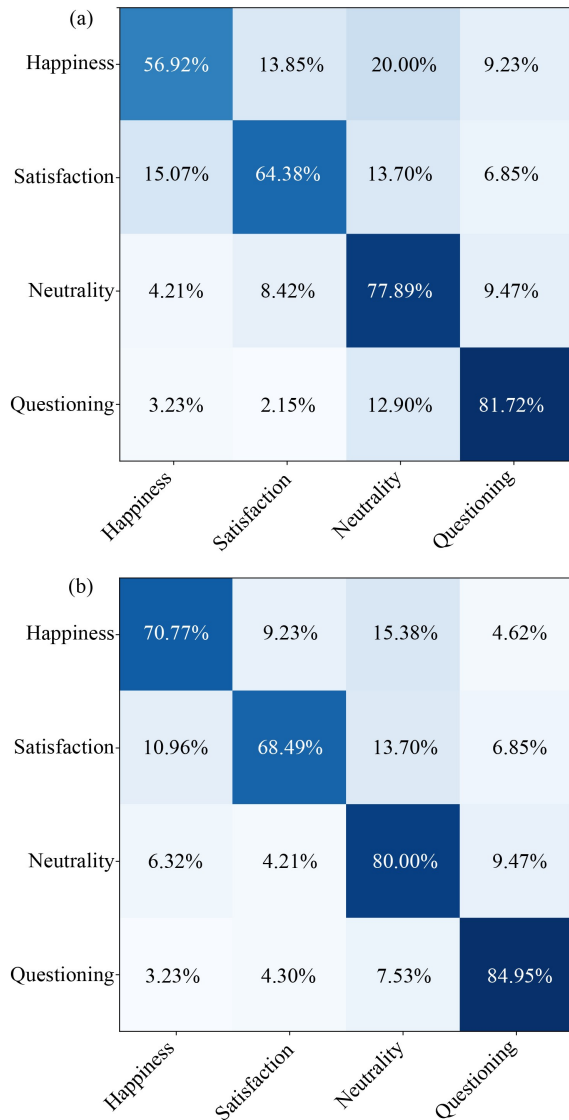 (a)
Happiness 56.92% 13.85% 20.00% 9.23%
Satisfaction 15.07% 64.38% 13.70% 6.85%
Neutrality 4.21% 8.42% 77.89% 9.47%
Questioning 3.23% 2.15% 12.90% 81.72%
Happiness Satisfaction Neutrality Questioning
(b)
Happiness 70.77% 9.23% 15.38% 4.62%
Satisfaction 10.96% 68.49% 13.70% 6.85%
Neutrality 6.32% 4.21% 80.00% 9.47%
Questioning 3.23% 4.30% 7.53% 84.95%
Happiness Satisfaction Neutrality Questioning